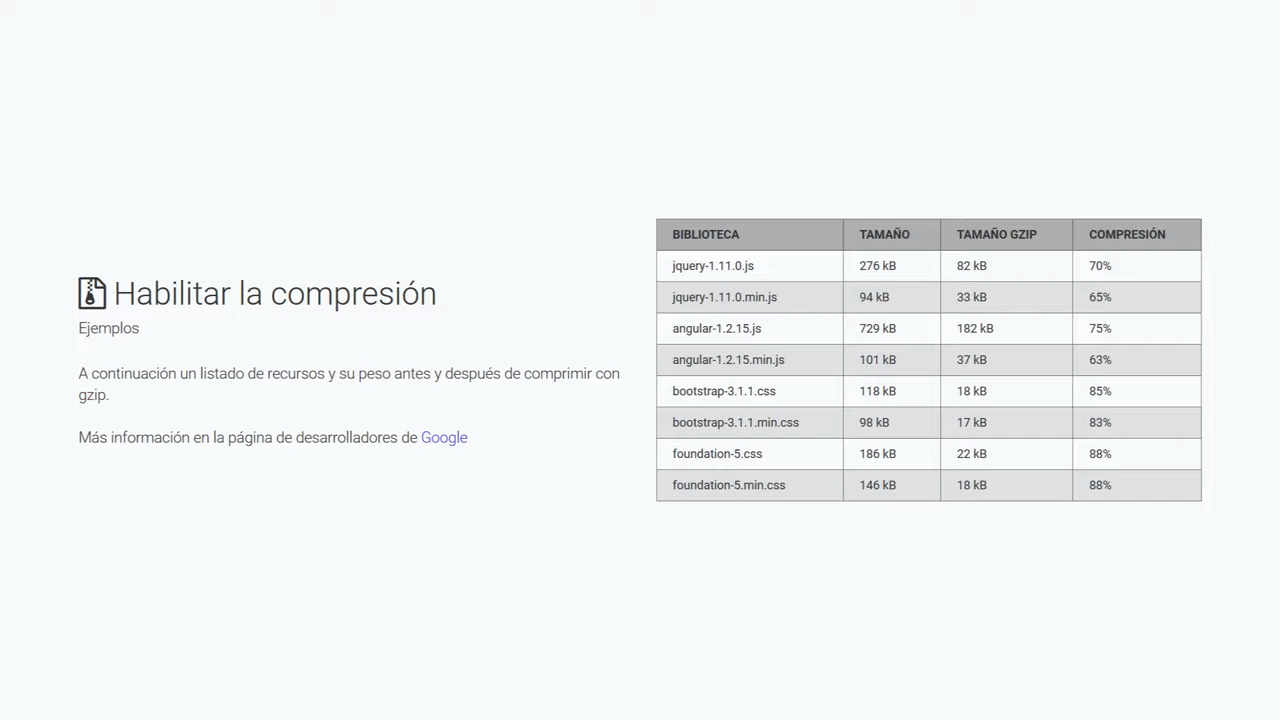 Habilitar la compresión
Ejemplos
A continuación un listado de recursos y su peso antes y después de comprimir con
gzip.
Más información en la página de desarrolladores de Google
BIBLIOTECA TAMAÑO TAMAÑO GZIP COMPRESIÓN
jquery-1.11.0.js 276 kB 82 kB 70%
jquery-1.11.0.min.js 94 kB 33 kB 65%
angular-1.2.15.js 729 kB 182 kB 75%
angular-1.2.15.min.js 101 kB 37 kB 63%
bootstrap-3.1.1.css 118 kB 18 kB 85%
bootstrap-3.1.1.min.css 98 kB 17 kB 83%
foundation-5.css 186 kB 22 kB 88%
foundation-5.min.css 146 kB 18 kB 88%